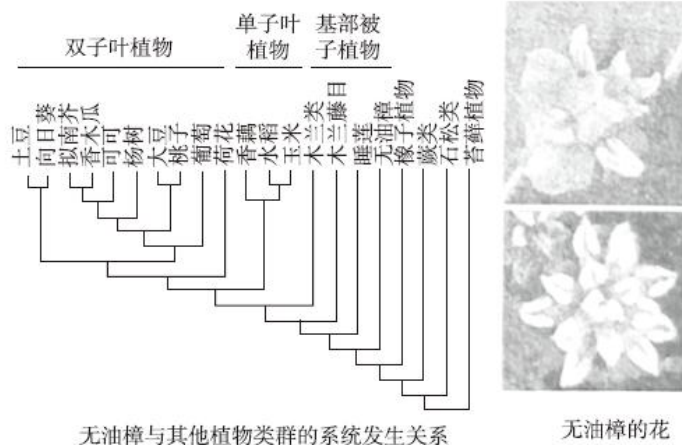 双子叶植物
单子叶
植物
基部被
子植物
土豆
向日葵
拟南芥
香木瓜
可可
杨树
大豆
桃子
葡萄
荷花
香藕
水稻
玉米
木兰类
木兰藤目
睡莲
无油樟
橡子植物
蕨类
石松类
苔藓植物
无油樟与其他植物类群的系统发生关系
无油樟的花